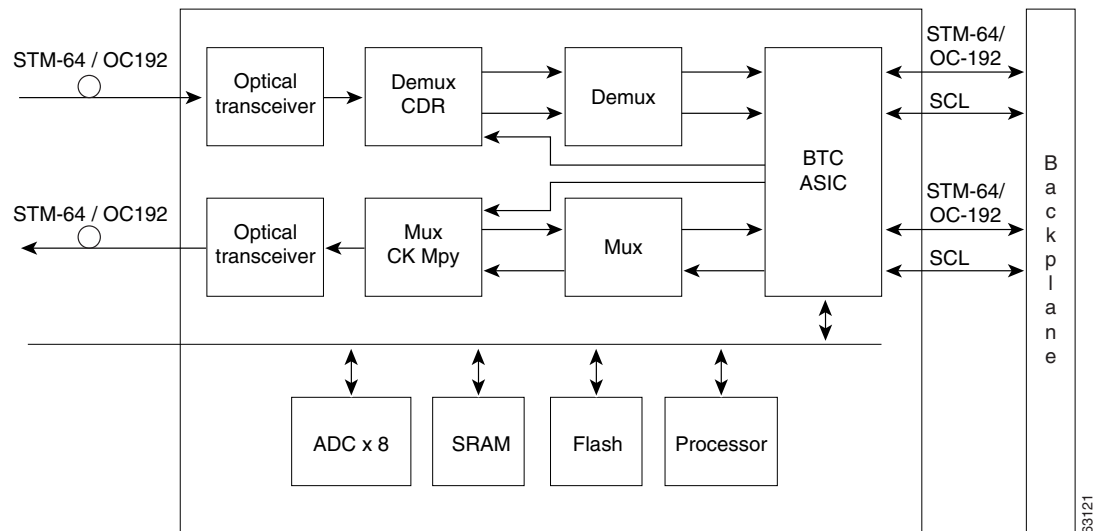 STM-64 / OC192
Optical
transceiver
Demux
CDR
Demux
BTC
ASIC
STM-64/
OC-192
SCL
STM-64 / OC192
Optical
transceiver
Mux
CK Mpy
Mux
STM-64/
OC-192
SCL
Backplane
ADC x 8
SRAM
Flash
Processor
63121